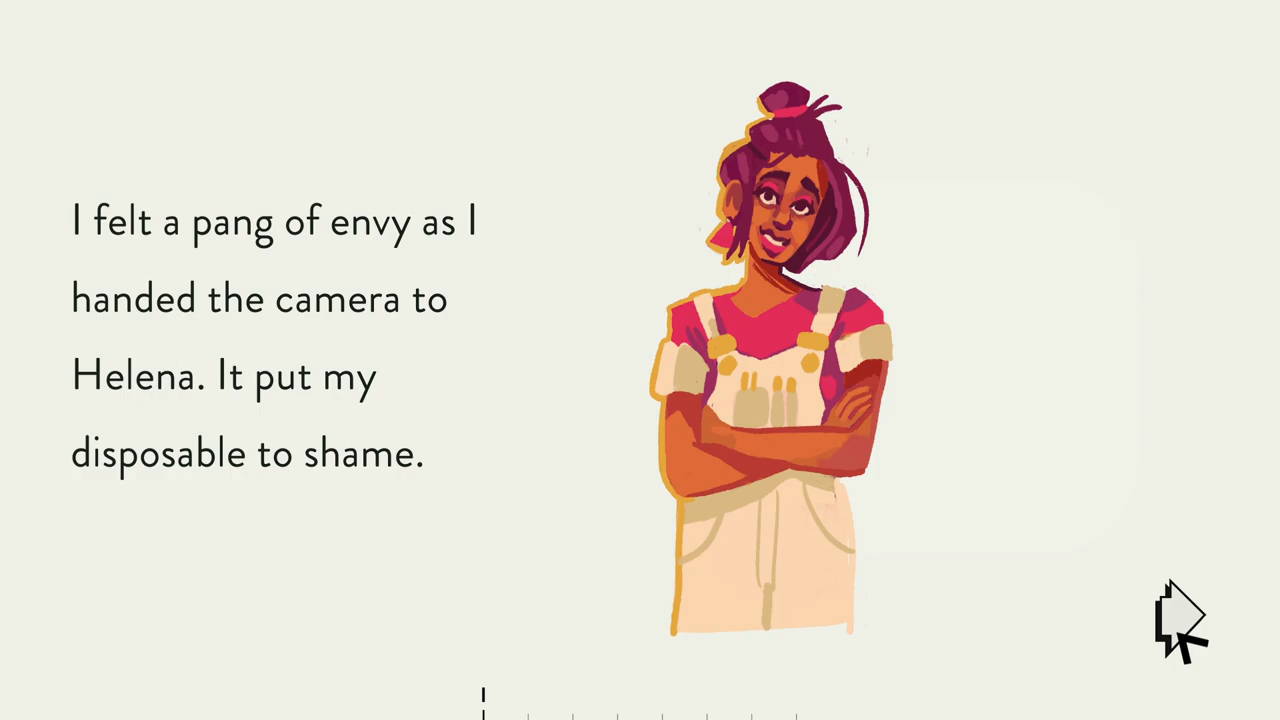 I felt a pang of envy as I
handed the camera to
Helena. It put my
disposable to shame.